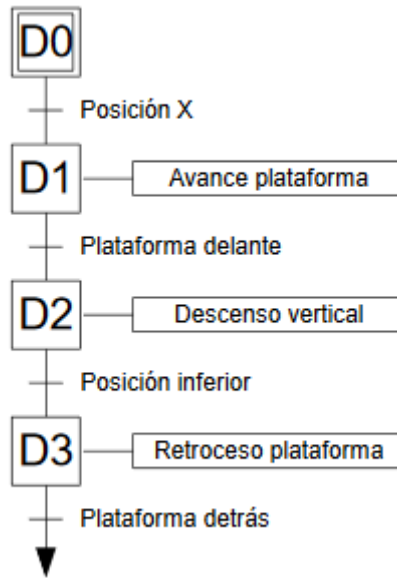 D0
Posición X
D1
Avance plataforma
Plataforma delante
D2
Descenso vertical
Posición inferior
D3
Retroceso plataforma
Plataforma detrás